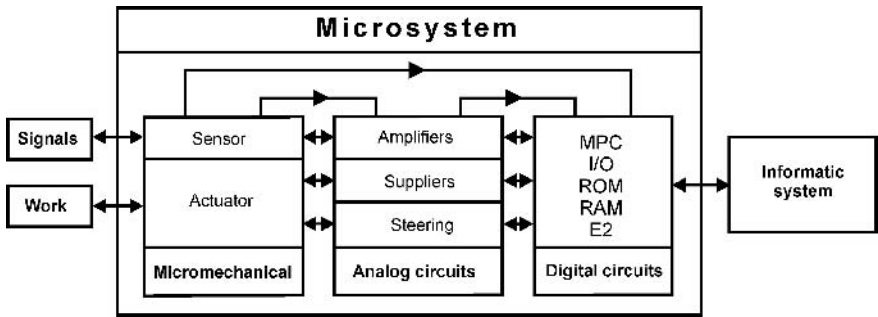 Microsystem
Signals
Work
Sensor
Actuator
Micromechanical
Amplifiers
Suppliers
Steering
Analog circuits
MPC
I/O
ROM
RAM
E2
Digital circuits
Informatic
system